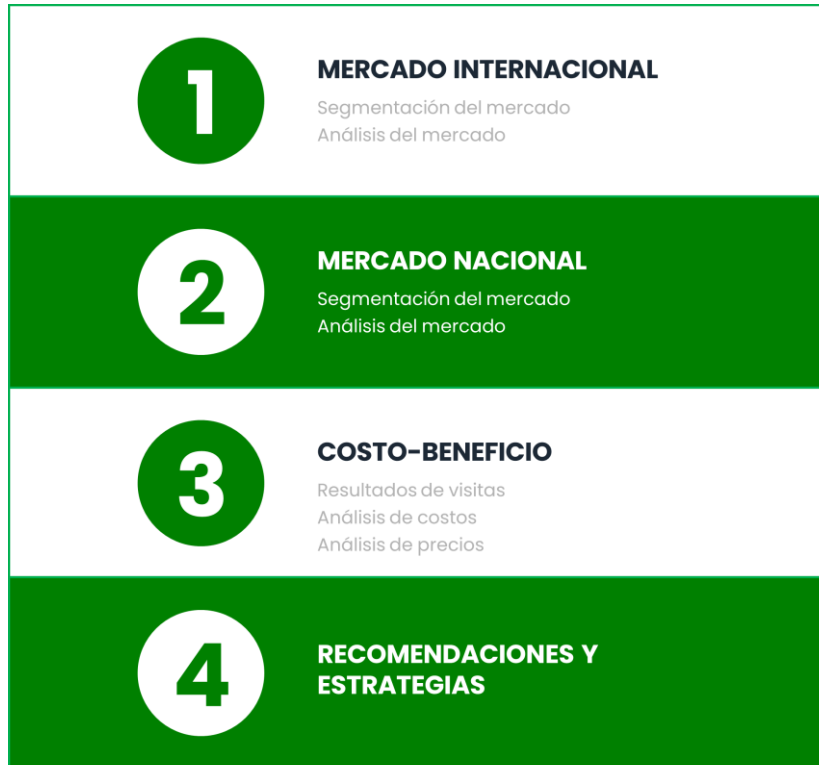 1
MERCADO INTERNACIONAL
Segmentación del mercado
Análisis del mercado
2
MERCADO NACIONAL
Segmentación del mercado
Análisis del mercado
3
COSTO-BENEFICIO
Resultados de visitas
Análisis de costos
Análisis de precios
4
RECOMENDACIONES Y
ESTRATEGIAS